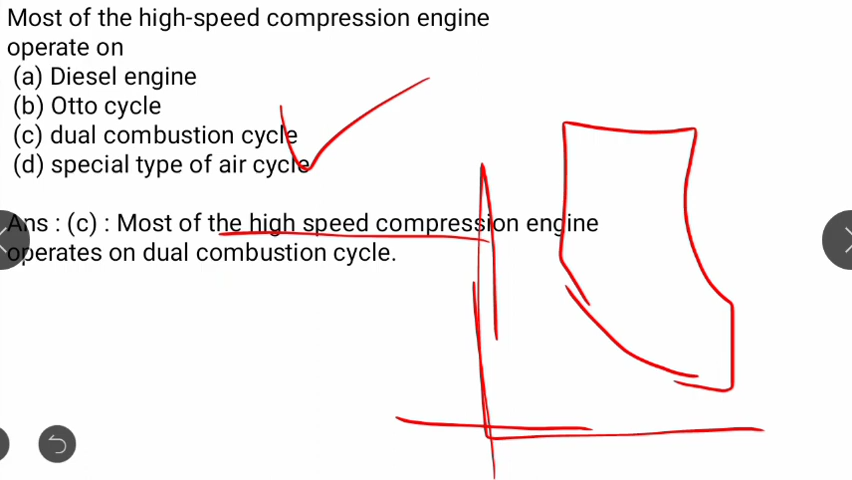 Most of the high-speed compression engine
operate on
(a) Diesel engine
(b) Otto cycle
(c) dual combustion cycle
(d) special type of air cycle
Ans : (c) : Most of the high speed compression engine
operates on dual combustion cycle.